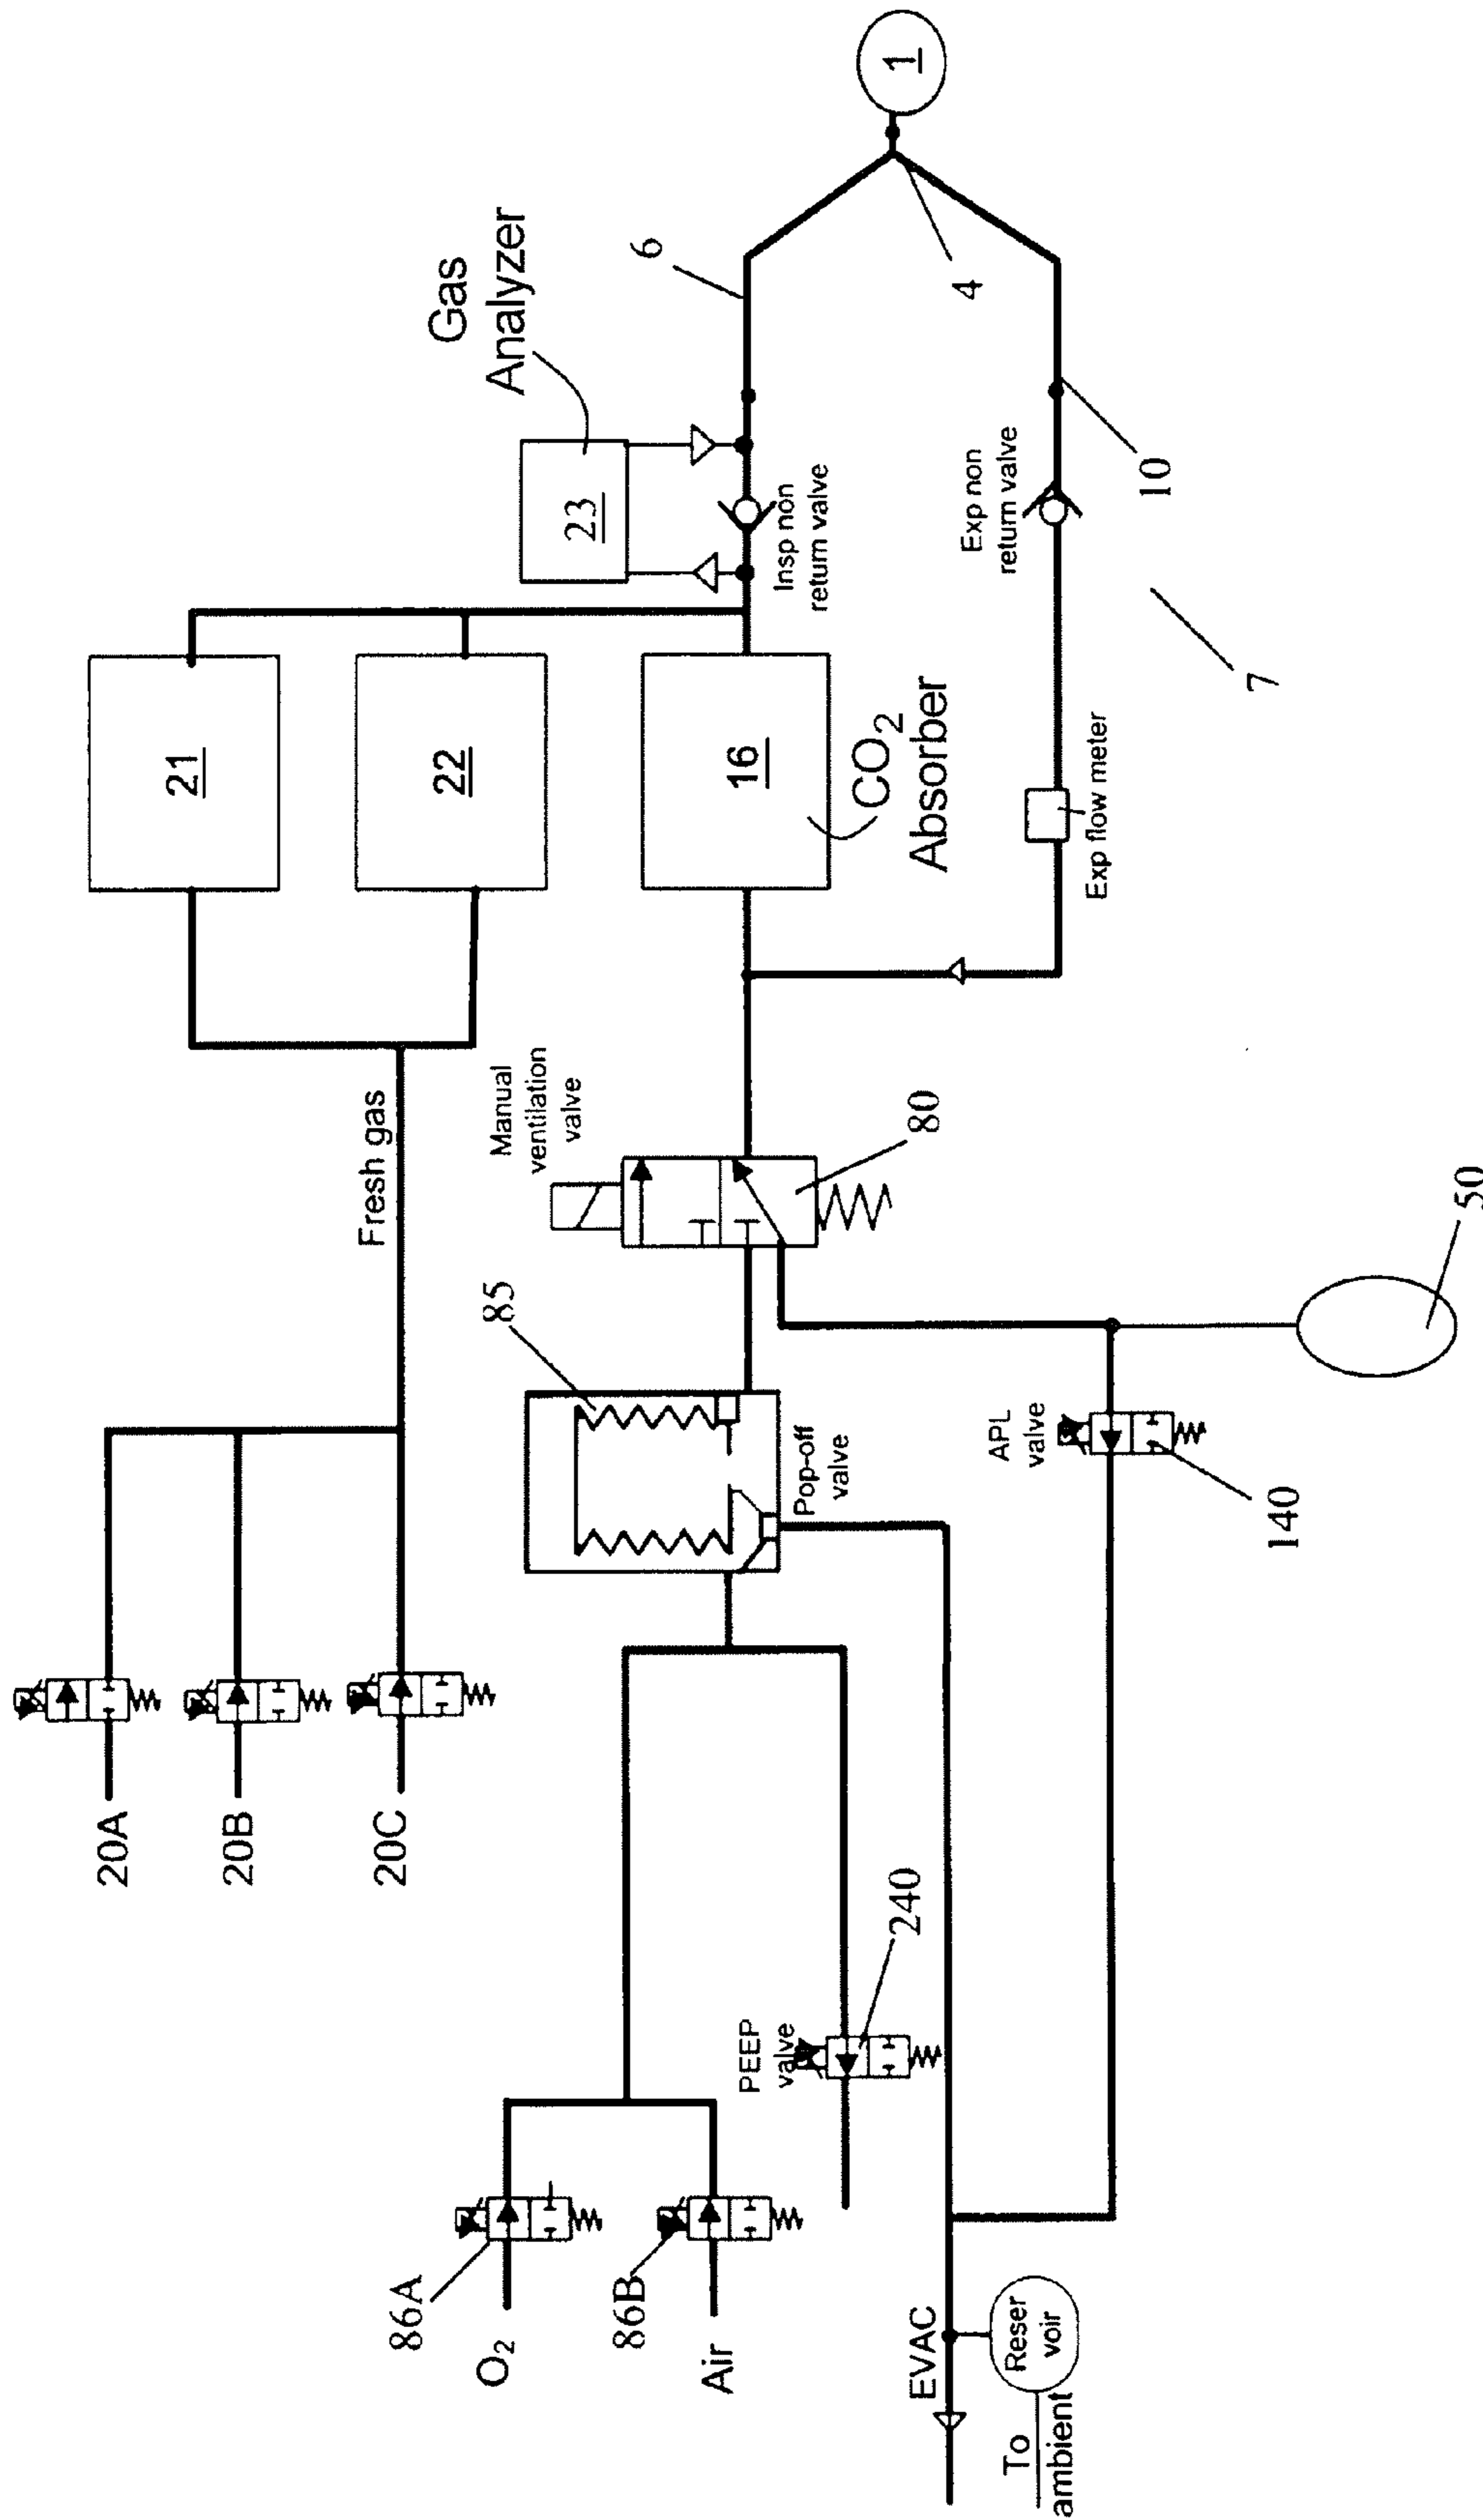 20A
20B
20C
Fresh gas
21
22
23
Gas
Analyzer
6
1
4
Insp non
return valve
16
CO2
Absorber
Exp non
return valve
10
7
Exp flow meter
Manual
ventilation
valve
80
85
Pop-off
valve
APL
valve
140
50
PEEP
valve
240
86A
O2
86B
Air
EVAC
Reser
voir
To
ambient